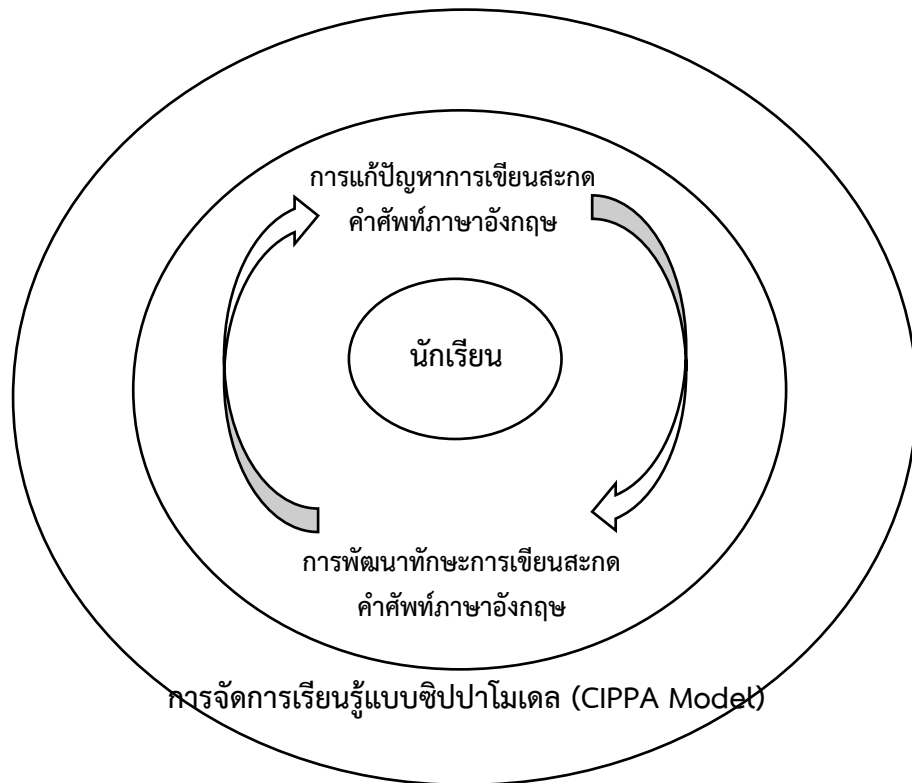 การแก้ปัญหาการเขียนสะกด
คำศัพท์ภาษาอังกฤษ
นักเรียน
การพัฒนาทักษะการเขียนสะกด
คำศัพท์ภาษาอังกฤษ
การจัดการเรียนรู้แบบซิปปาโมเดล (CIPPA Model)